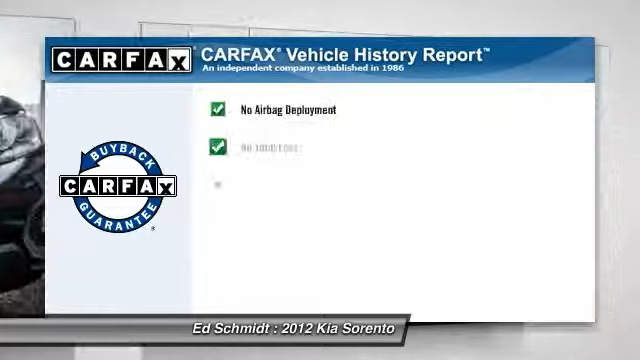 CARFAX
CARFAX® Vehicle History Report™
An independent company established in 1986
No Airbag Deployment
BUYBACK
CARFAX
GUARANTEE ®
Ed Schmidt : 2012 Kia Sorento